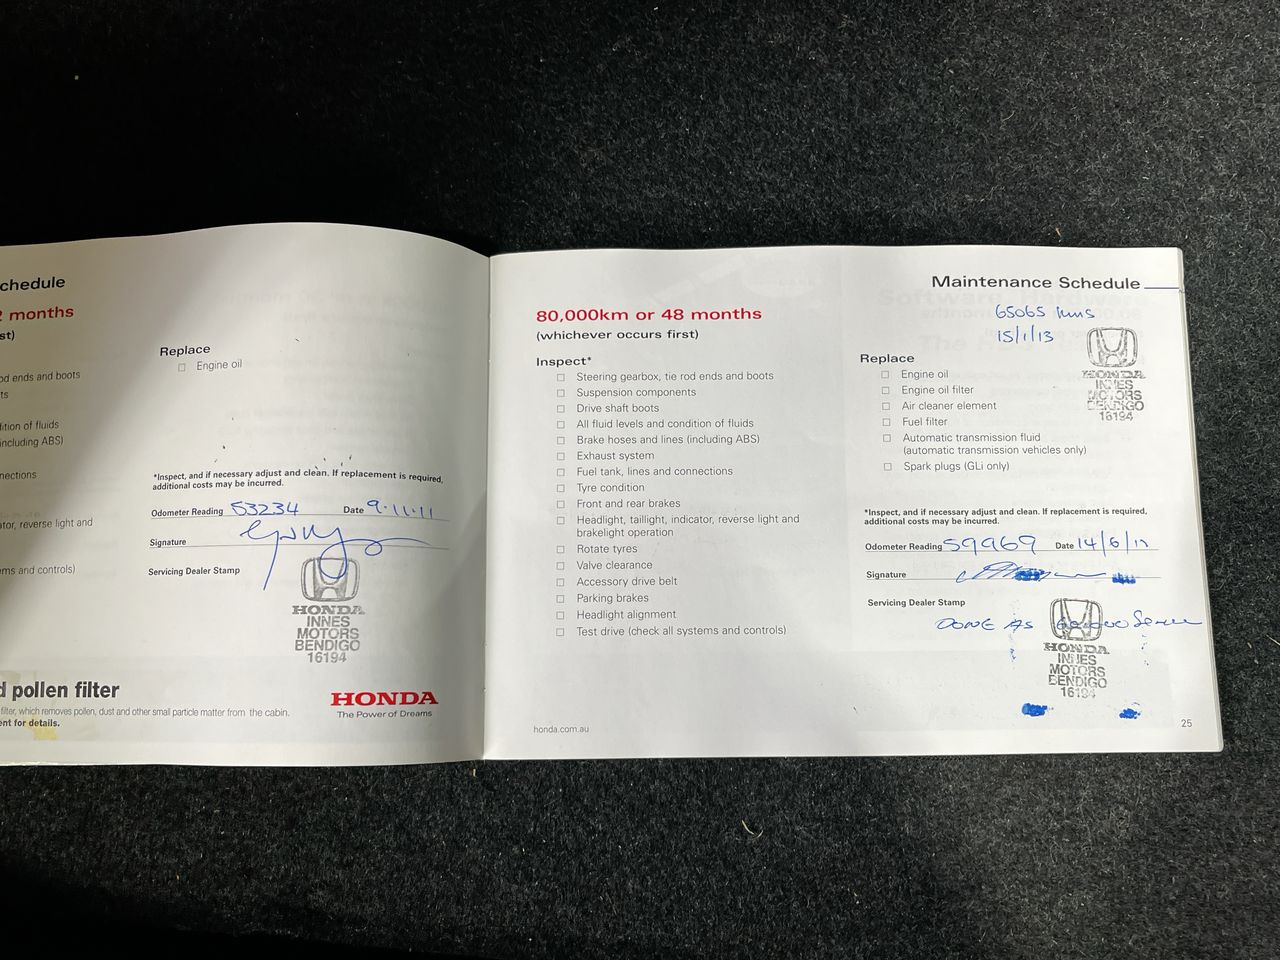 chedule
2 months
st)
od ends and boots
ts
ition of fluids
including ABS)
nections
ator, reverse light and
ms and controls)
Replace
☐ Engine oil
*Inspect, and if necessary adjust and clean. If replacement is required,
additional costs may be incurred.
Odometer Reading 53234 Date 9.11.11
Signature
Servicing Dealer Stamp
HONDA
INNES
MOTORS
BENDIGO
16194
d pollen filter
filter, which removes pollen, dust and other small particle matter from the cabin.
ent for details.
HONDA
The Power of Dreams
Maintenance Schedule
80,000km or 48 months
(whichever occurs first)
Inspect*
☐ Steering gearbox, tie rod ends and boots
☐ Suspension components
☐ Drive shaft boots
☐ All fluid levels and condition of fluids
☐ Brake hoses and lines (including ABS)
☐ Exhaust system
☐ Fuel tank, lines and connections
☐ Tyre condition
☐ Front and rear brakes
☐ Headlight, taillight, indicator, reverse light and
brakelight operation
☐ Rotate tyres
☐ Valve clearance
☐ Accessory drive belt
☐ Parking brakes
☐ Headlight alignment
☐ Test drive (check all systems and controls)
65065 kms
15/1/13
HONDA
INNES
MOTORS
BENDIGO
16194
Replace
☐ Engine oil
☐ Engine oil filter
☐ Air cleaner element
☐ Fuel filter
☐ Automatic transmission fluid
(automatic transmission vehicles only)
☐ Spark plugs (GLi only)
*Inspect, and if necessary adjust and clean. If replacement is required,
additional costs may be incurred.
Odometer Reading 59969 Date 14/6/
Signature
Servicing Dealer Stamp
DONE AS
HONDA
INNES
MOTORS
BENDIGO
16194
honda.com.au
25